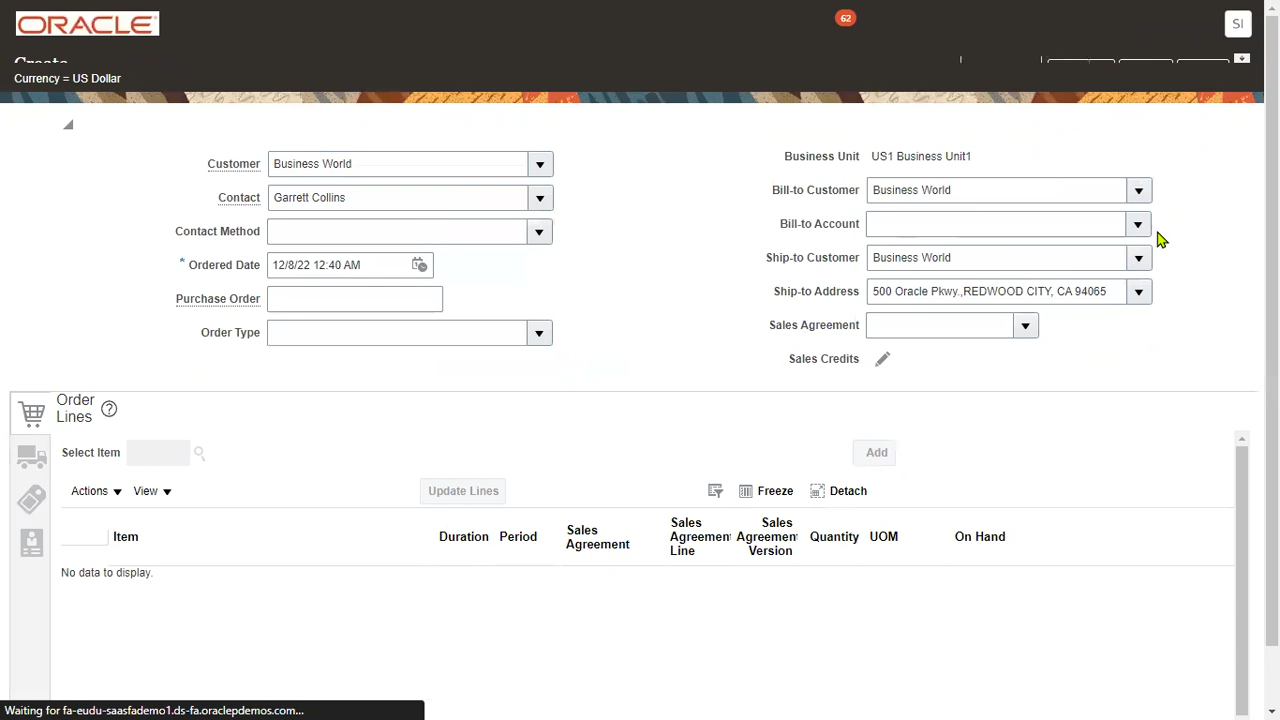 ORACLE
62
SI
Create
Currency = US Dollar
Customer Business World
Contact Garrett Collins
Contact Method
* Ordered Date 12/8/22 12:40 AM
Purchase Order
Order Type
Business Unit US1 Business Unit1
Bill-to Customer Business World
Bill-to Account
Ship-to Customer Business World
Ship-to Address 500 Oracle Pkwy.,REDWOOD CITY, CA 94065
Sales Agreement
Sales Credits
Order
Lines ?
Select Item Add
Actions View Update Lines Freeze Detach
Item Duration Period Sales Agreement Sales Agreement Line Sales Agreement Version Quantity UOM On Hand
No data to display.
Waiting for fa-eudu-saasfademo1.ds-fa.oraclepdemos.com...